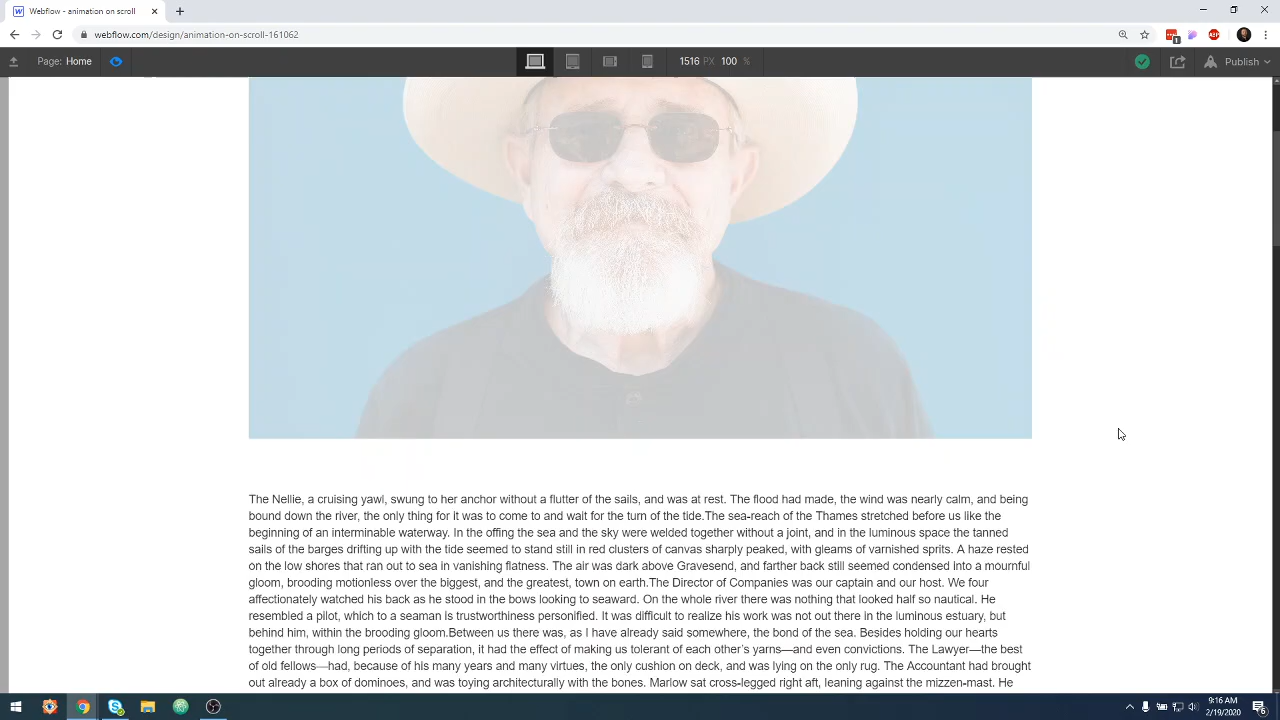 Webflow - animation on scroll
webflow.com/design/animation-on-scroll-161062
1
Page: Home
1516 PX 100 %
Publish
The Nellie, a cruising yawl, swung to her anchor without a flutter of the sails, and was at rest. The flood had made, the wind was nearly calm, and being
bound down the river, the only thing for it was to come to and wait for the turn of the tide.The sea-reach of the Thames stretched before us like the
beginning of an interminable waterway. In the offing the sea and the sky were welded together without a joint, and in the luminous space the tanned
sails of the barges drifting up with the tide seemed to stand still in red clusters of canvas sharply peaked, with gleams of varnished sprits. A haze rested
on the low shores that ran out to sea in vanishing flatness. The air was dark above Gravesend, and farther back still seemed condensed into a mournful
gloom, brooding motionless over the biggest, and the greatest, town on earth.The Director of Companies was our captain and our host. We four
affectionately watched his back as he stood in the bows looking to seaward. On the whole river there was nothing that looked half so nautical. He
resembled a pilot, which to a seaman is trustworthiness personified. It was difficult to realize his work was not out there in the luminous estuary, but
behind him, within the brooding gloom.Between us there was, as I have already said somewhere, the bond of the sea. Besides holding our hearts
together through long periods of separation, it had the effect of making us tolerant of each other's yarns—and even convictions. The Lawyer—the best
of old fellows—had, because of his many years and many virtues, the only cushion on deck, and was lying on the only rug. The Accountant had brought
out already a box of dominoes, and was toying architecturally with the bones. Marlow sat cross-legged right aft, leaning against the mizzen-mast. He
9:16 AM
2/19/2020